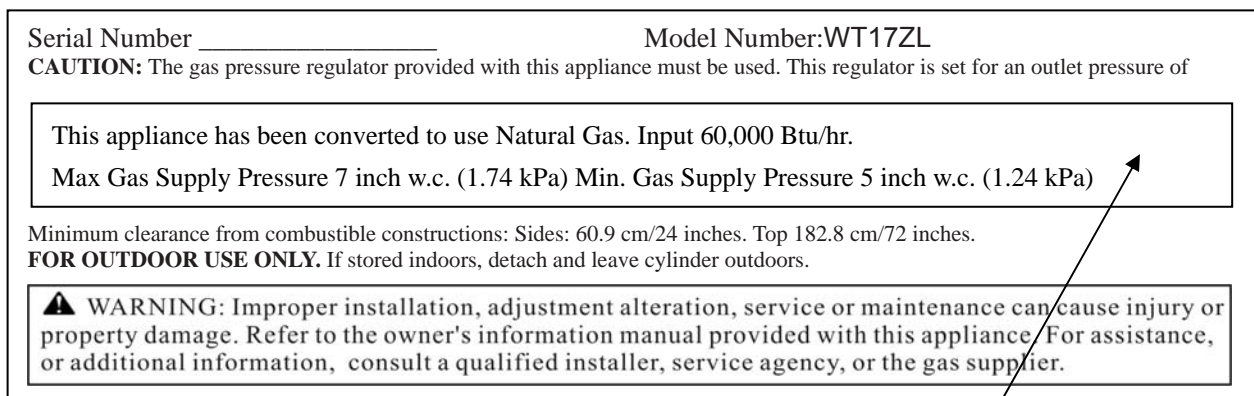 Serial Number _________________ Model Number:WT17ZL
CAUTION: The gas pressure regulator provided with this appliance must be used. This regulator is set for an outlet pressure of
This appliance has been converted to use Natural Gas. Input 60,000 Btu/hr.
Max Gas Supply Pressure 7 inch w.c. (1.74 kPa) Min. Gas Supply Pressure 5 inch w.c. (1.24 kPa)
Minimum clearance from combustible constructions: Sides: 60.9 cm/24 inches. Top 182.8 cm/72 inches.
FOR OUTDOOR USE ONLY. If stored indoors, detach and leave cylinder outdoors.
WARNING: Improper installation, adjustment alteration, service or maintenance can cause injury or
property damage. Refer to the owner's information manual provided with this appliance. For assistance,
or additional information, consult a qualified installer, service agency, or the gas supplier.